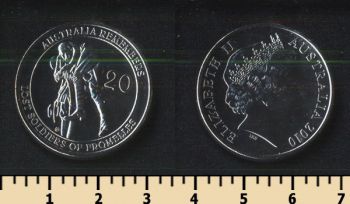 AUSTRALIA REMEMBERS
20
LOST SOLDIERS OF FROMELLES
ELIZABETH II AUSTRALIA 2010
1 2 3 4 5 6 7